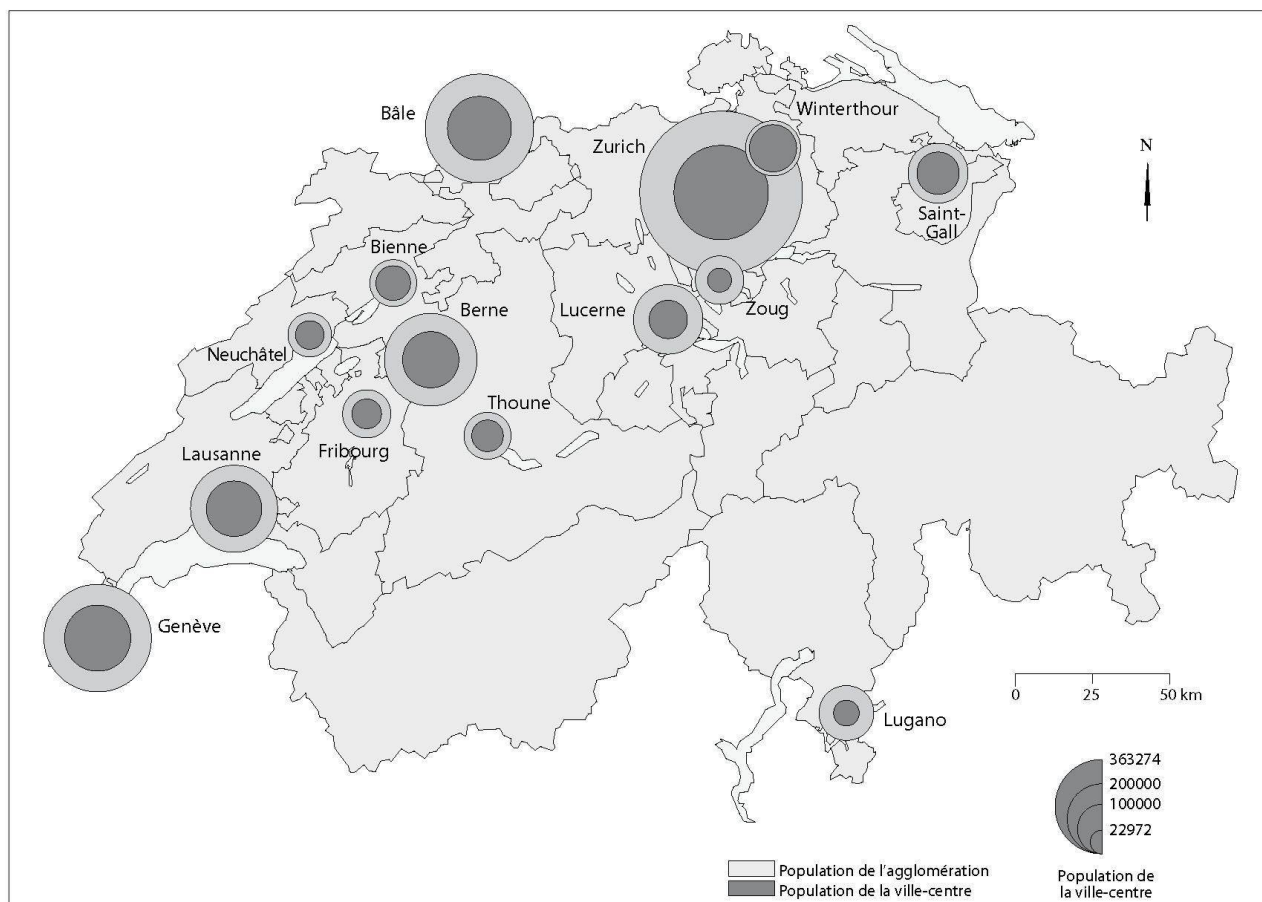 Bâle
Winterthour
Zurich
N
Saint-
Gall
Bienne
Berne
Lucerne
Zoug
Neuchâtel
Thoune
Fribourg
Lausanne
Genève
0 25 50 km
Lugano
363274
200000
100000
22972
Population de l'agglomération
Population de la ville-centre
Population de
la ville-centre